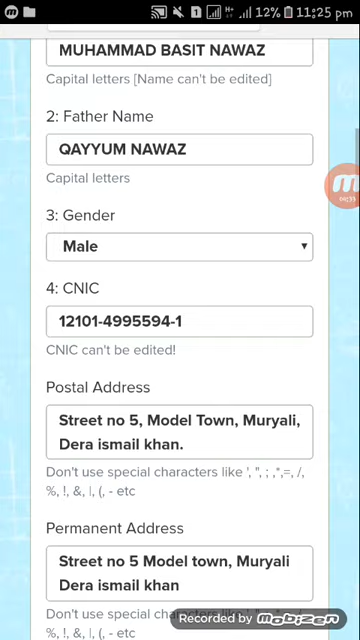 12% 11:25 pm
MUHAMMAD BASIT NAWAZ
Capital letters [Name can't be edited]
2: Father Name
QAYYUM NAWAZ
Capital letters
3: Gender
Male
4: CNIC
12101-4995594-1
CNIC can't be edited!
Postal Address
Street no 5, Model Town, Muryali,
Dera ismail khan.
Don't use special characters like ', ", ; ,*,=, /,
%, !, &, |, (, - etc
Permanent Address
Street no 5 Model town, Muryali
Dera ismail khan
Don't use special characters like ', ", ; ,*,=, /,
%, !, &, |, (, - etc
Recorded by Mobizen